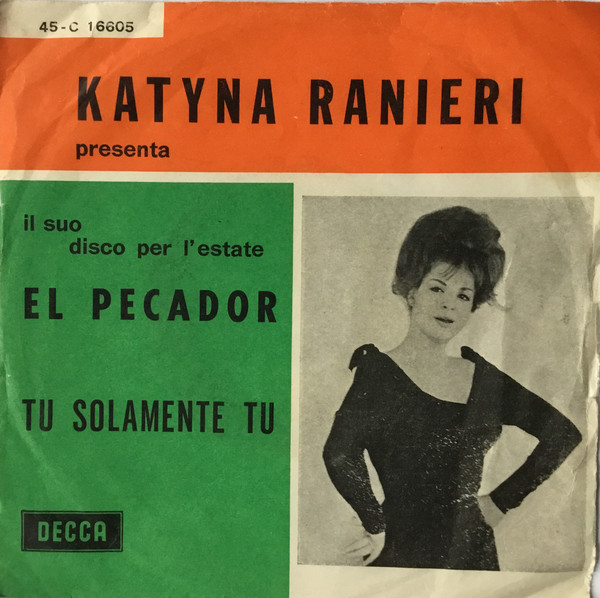 45-C 16605
KATYNA RANIERI
presenta
il suo
disco per l'estate
EL PECADOR
TU SOLAMENTE TU
DECCA